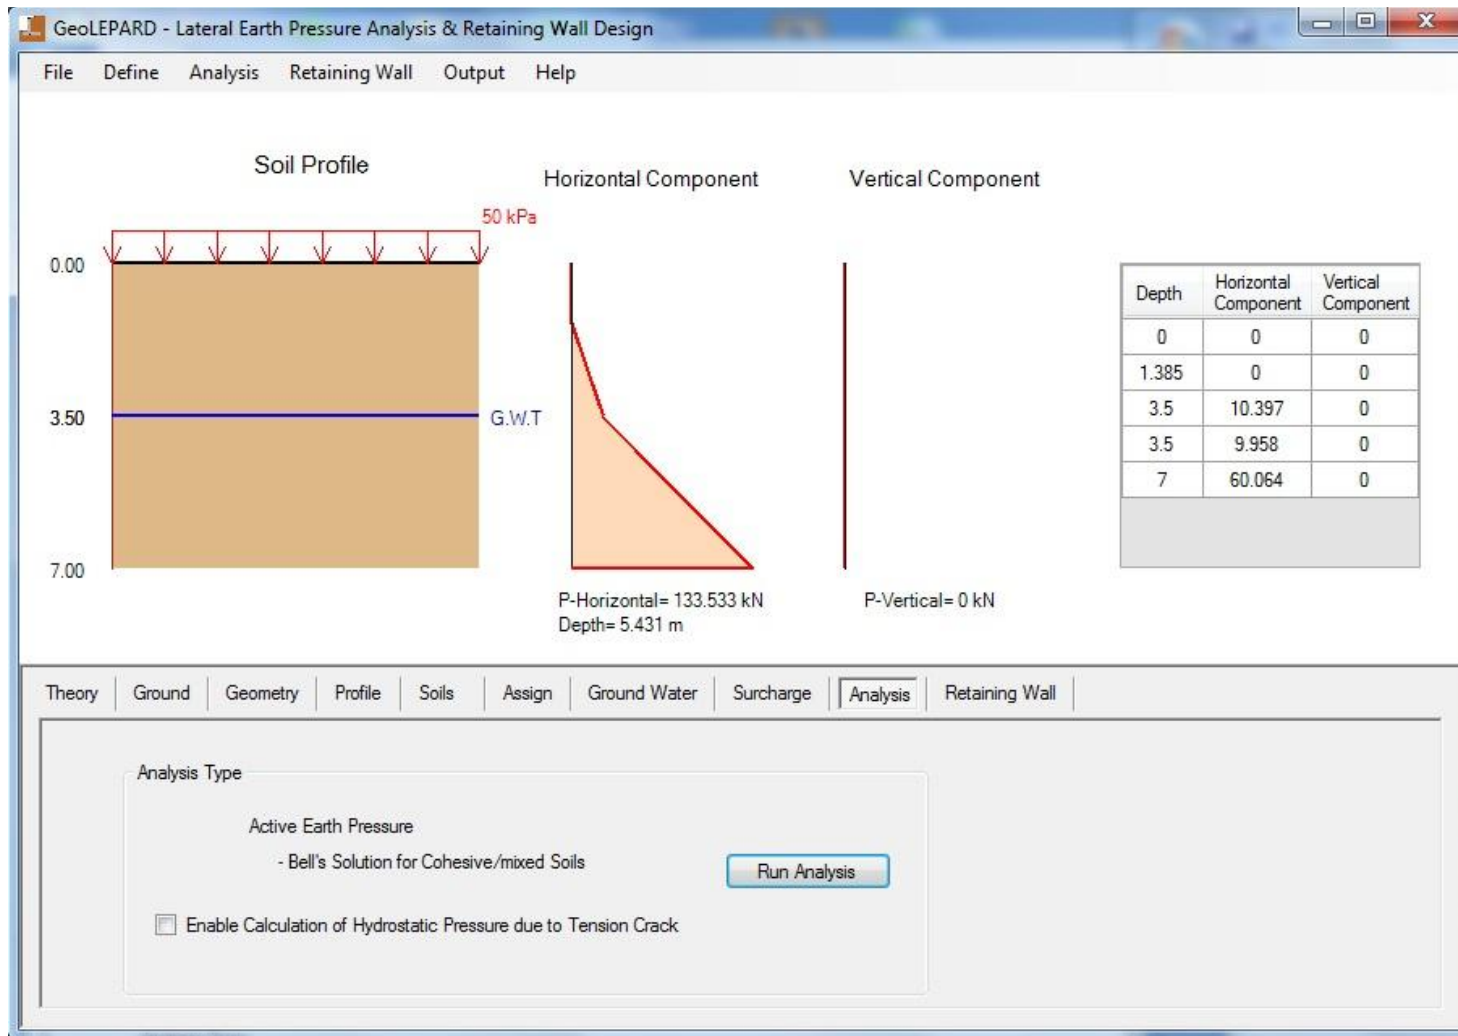 GeoLEPARD - Lateral Earth Pressure Analysis & Retaining Wall Design
File Define Analysis Retaining Wall Output Help
Soil Profile
Horizontal Component
Vertical Component
50 kPa
0.00
3.50
G.W.T
7.00
P-Horizontal= 133.533 kN
Depth= 5.431 m
P-Vertical= 0 kN
Depth Horizontal Component Vertical Component
0 0 0
1.385 0 0
3.5 10.397 0
3.5 9.958 0
7 60.064 0
Theory Ground Geometry Profile Soils Assign Ground Water Surcharge Analysis Retaining Wall
Analysis Type
Active Earth Pressure
- Bell's Solution for Cohesive/mixed Soils
Run Analysis
Enable Calculation of Hydrostatic Pressure due to Tension Crack